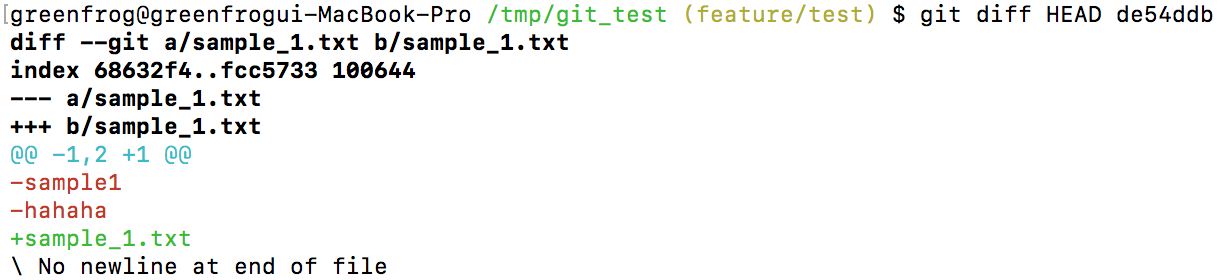 [greenfrog@greenfrogui-MacBook-Pro /tmp/git_test (feature/test) $ git diff HEAD de54ddb
diff --git a/sample_1.txt b/sample_1.txt
index 68632f4..fcc5733 100644
--- a/sample_1.txt
+++ b/sample_1.txt
@@ -1,2 +1 @@
-sample1
-hahaha
+sample_1.txt
\ No newline at end of file